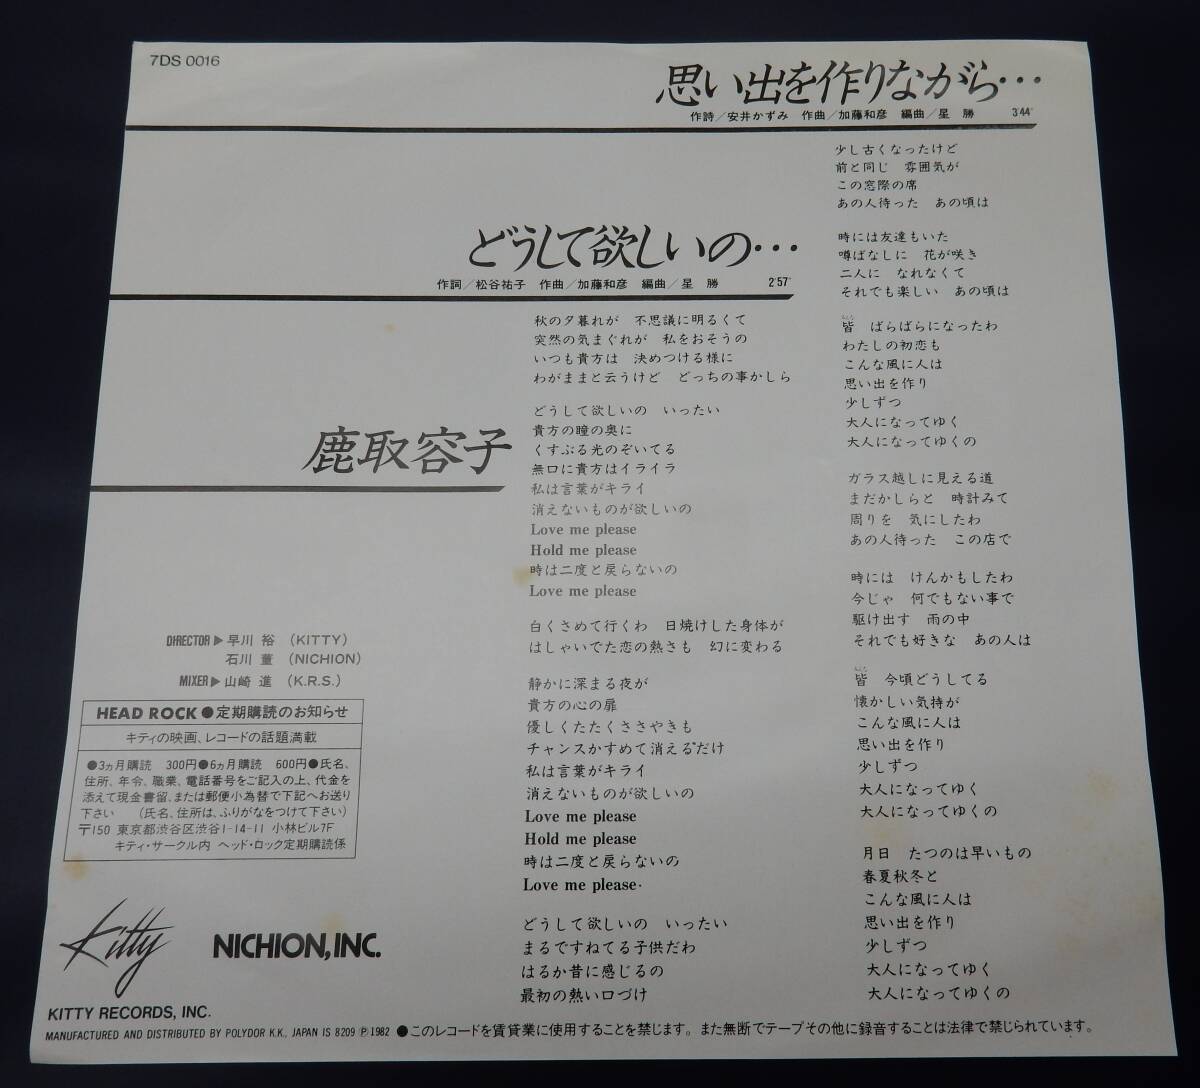 7DS 0016
思い出を作りながら…
作詩/安井かずみ 作曲/加藤和彦 編曲/星 勝 3'44"
少し古くなったけど
前と同じ 雰囲気が
この窓際の席
あの人待った あの頃は
時には友達もいた
噂ばなしに 花が咲き
二人に なれなくて
それでも楽しい あの頃は
皆 ばらばらになったわ
わたしの初恋も
こんな風に人は
思い出を作り
少しずつ
大人になってゆく
大人になってゆくの
ガラス越しに見える道
まだかしらと 時計みて
周りを 気にしたわ
あの人待った この店で
時には けんかもしたわ
今じゃ 何でもない事で
駆け出す 雨の中
それでも好きな あの人は
皆 今頃どうしてる
懐かしい気持が
こんな風に人は
思い出を作り
少しずつ
大人になってゆく
大人になってゆくの
月日 たつのは早いもの
春夏秋冬と
こんな風に人は
思い出を作り
少しずつ
大人になってゆく
大人になってゆくの
どうして欲しいの…
作詞/松谷祐子 作曲/加藤和彦 編曲/星 勝 2'57"
秋の夕暮れが 不思議に明るくて
突然の気まぐれが 私をおそうの
いつも貴方は 決めつける様に
わがままと云うけど どっちの事かしら
どうして欲しいの いったい
貴方の瞳の奥に
くすぶる光のぞいてる
無口に貴方はイライラ
私は言葉がキライ
消えないものが欲しいの
Love me please
Hold me please
時は二度と戻らないの
Love me please
白くさめて行くわ 日焼けした身体が
はしゃいでた恋の熱さも 幻に変わる
静かに深まる夜が
貴方の心の扉
優しくたたくささやきも
チャンスかすめて消えるだけ
私は言葉がキライ
消えないものが欲しいの
Love me please
Hold me please
時は二度と戻らないの
Love me please·
どうして欲しいの いったい
まるですねてる子供だわ
はるか昔に感じるの
最初の熱い口づけ
鹿取容子
DIRECTOR▶早川 裕 (KITTY)
石川 菫 (NICHION)
MIXER▶山崎 進 (K.R.S.)
HEAD ROCK●定期購読のお知らせ
キティの映画、レコードの話題満載
●3ヵ月購読 300円●6ヵ月購読 600円●氏名、
住所、年令、職業、電話番号をご記入の上、代金を
添えて現金書留、または郵便小為替で下記へお送り
下さい (氏名、住所は、ふりがなをつけて下さい)
〒150 東京都渋谷区渋谷1-14-11 小林ビル7F
キティ・サークル内 ヘッド・ロック定期購読係
Kitty
NICHION, INC.
KITTY RECORDS, INC.
MANUFACTURED AND DISTRIBUTED BY POLYDOR K.K., JAPAN IS 8209 Ⓟ 1982 ●このレコードを賃貸業に使用することを禁じます。また無断でテープその他に録音することは法律で禁じられています。